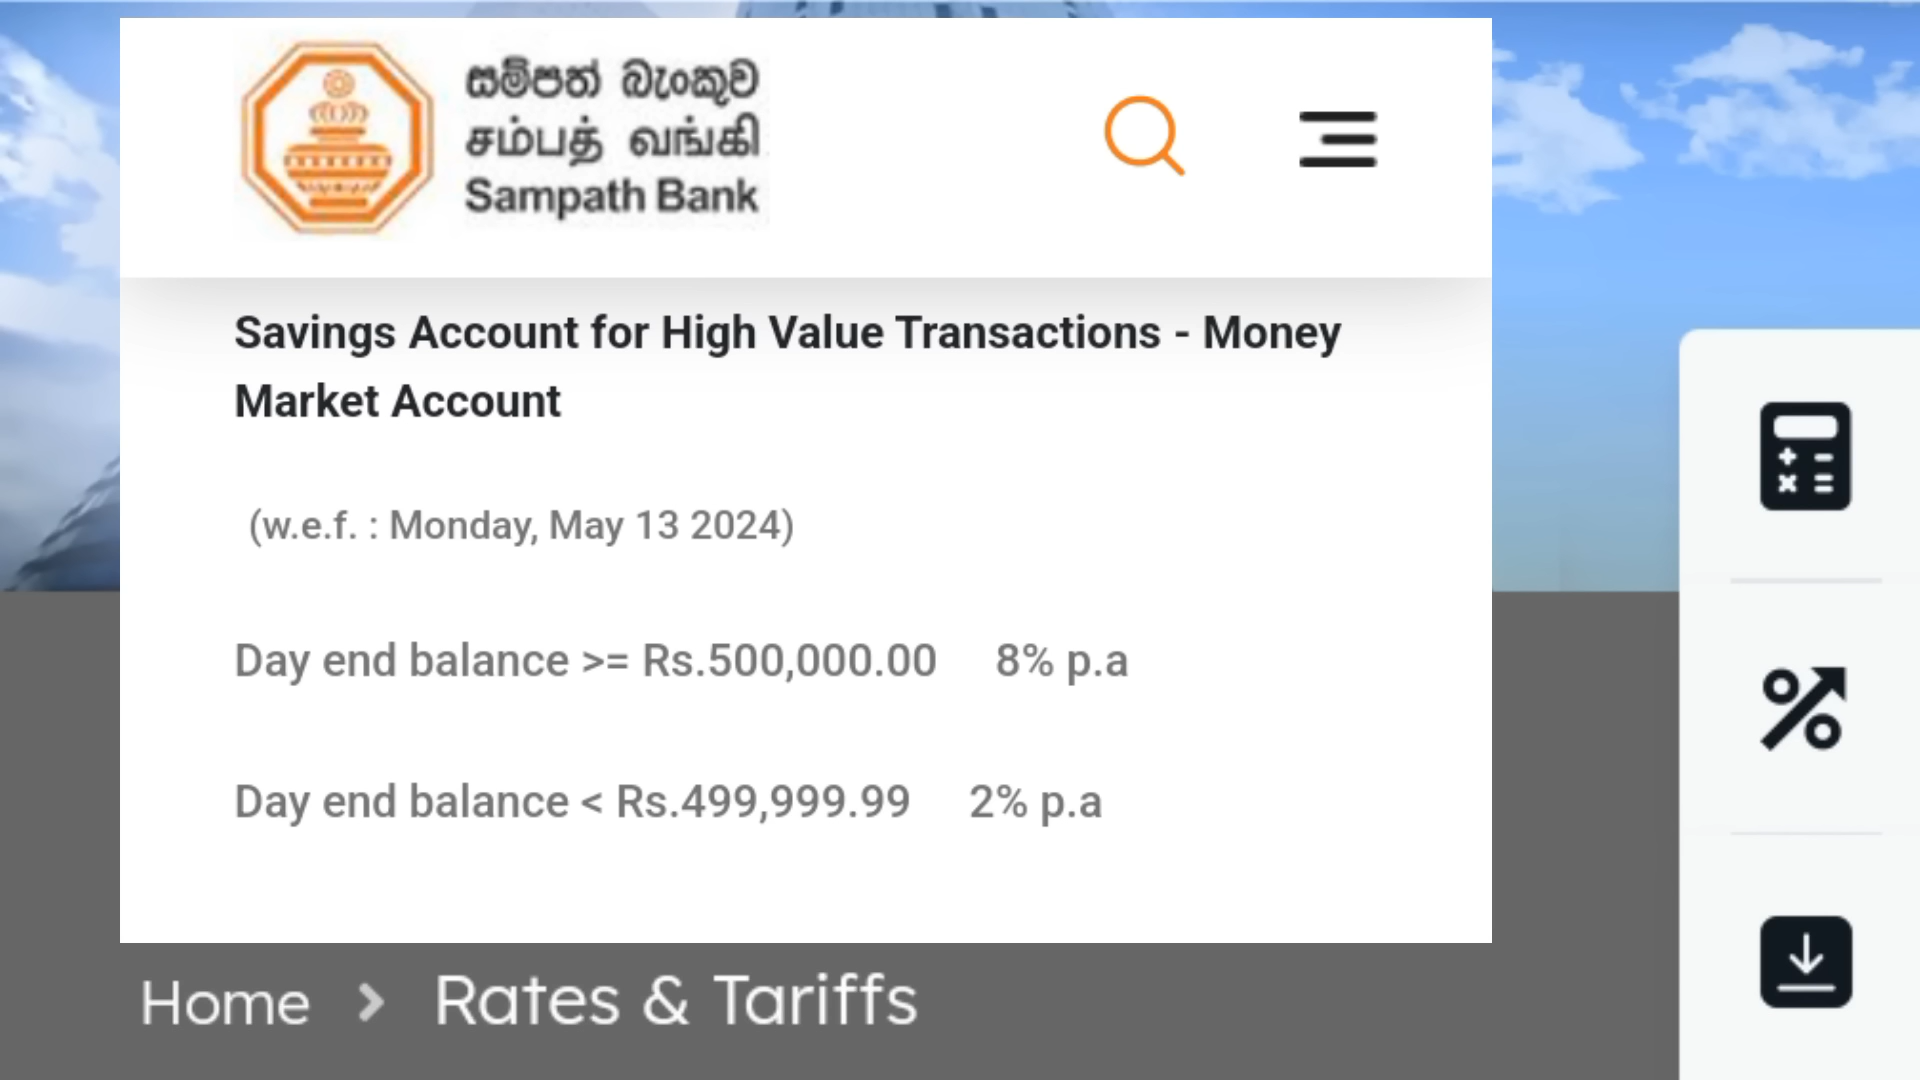 සම්පත් බැංකුව
சம்பத் வங்கி
Sampath Bank
Savings Account for High Value Transactions - Money
Market Account
(w.e.f. : Monday, May 13 2024)
Day end balance >= Rs.500,000.00 8% p.a
Day end balance < Rs.499,999.99 2% p.a
Home > Rates & Tariffs